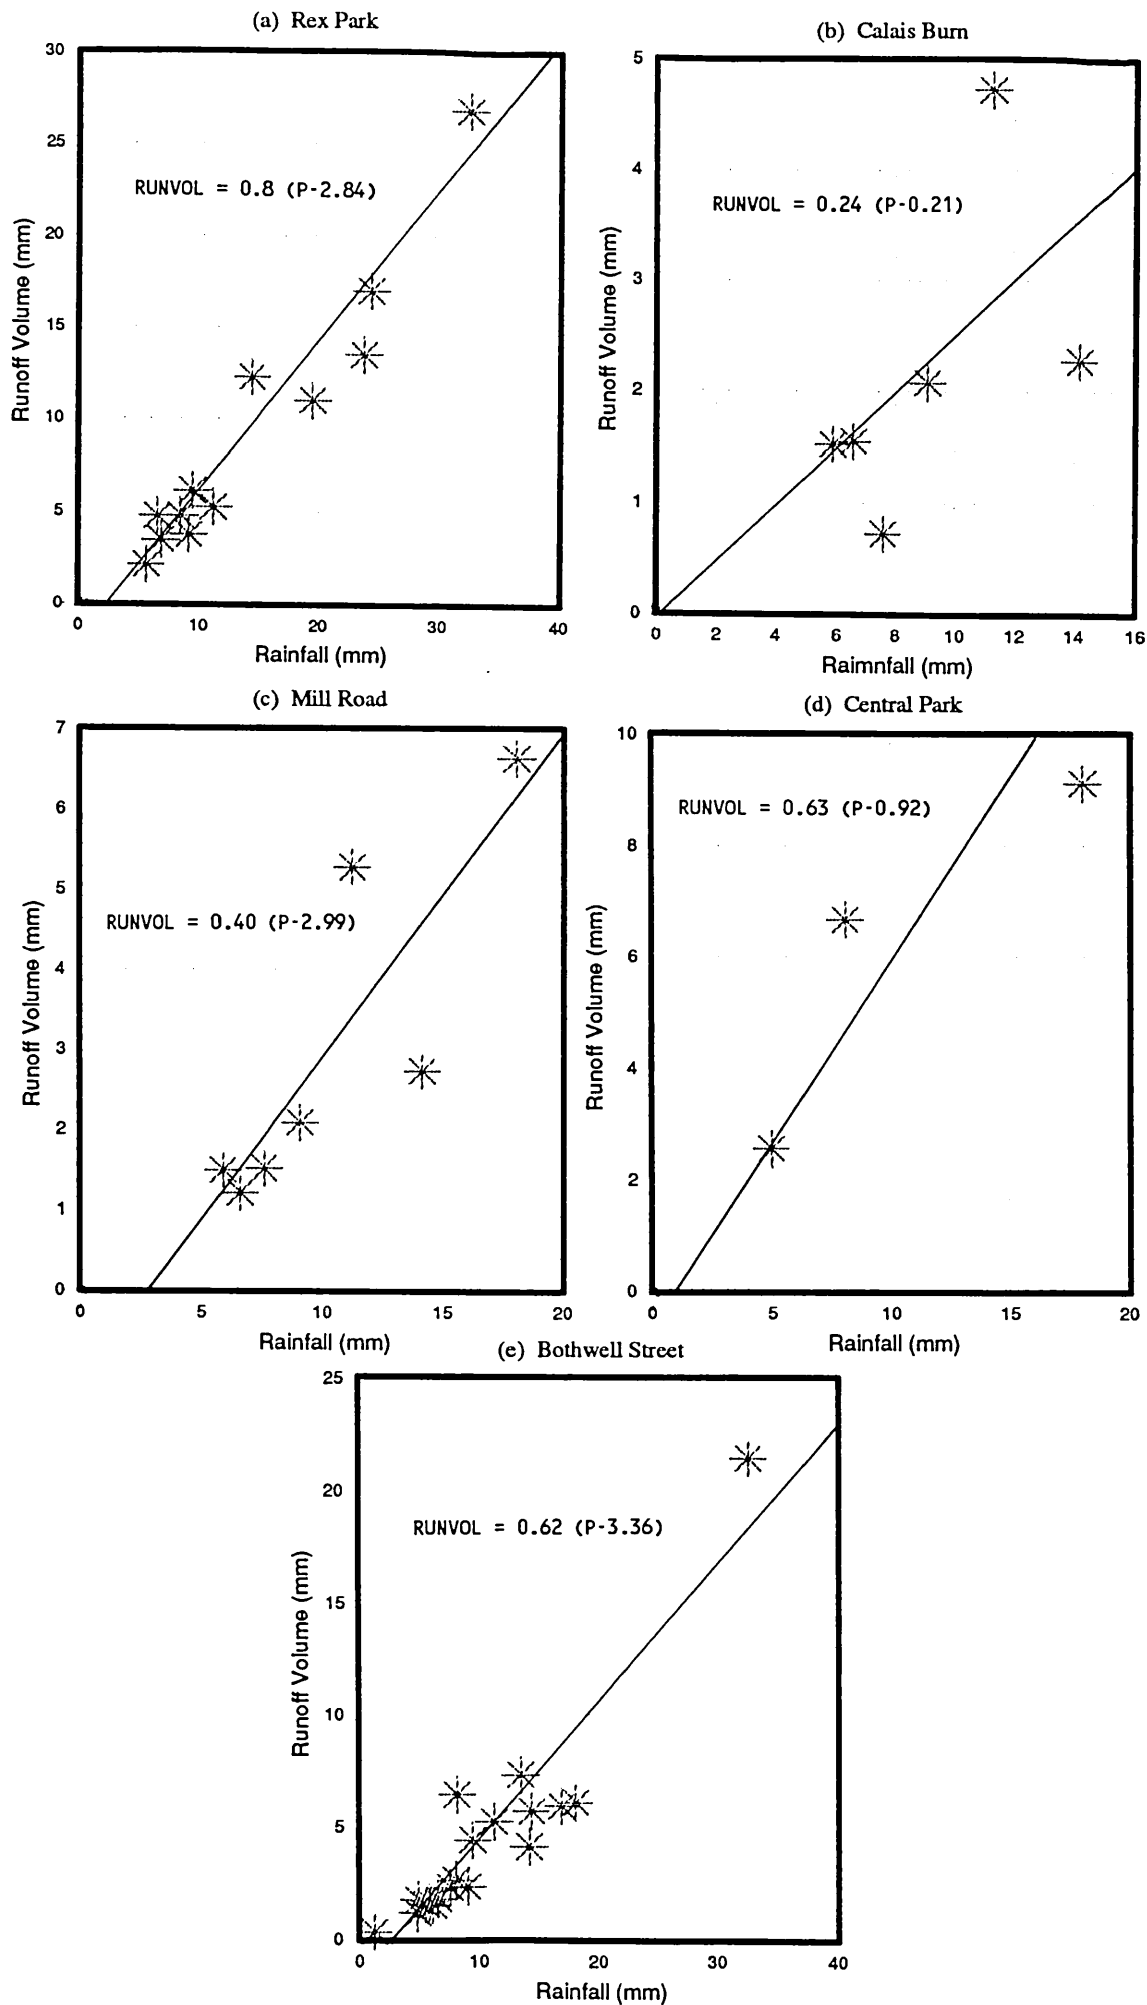 (a) Rex Park
30
25
20
15
10
5
0
RUNVOL = 0.8 (P-2.84)
Runoff Volume (mm)
0 10 20 30 40
Rainfall (mm)
(b) Calais Burn
5
4
3
2
1
0
RUNVOL = 0.24 (P-0.21)
Runoff Volume (mm)
0 2 4 6 8 10 12 14 16
Raimnfall (mm)
(c) Mill Road
7
6
5
4
3
2
1
0
RUNVOL = 0.40 (P-2.99)
Runoff Volume (mm)
0 5 10 15 20
Rainfall (mm)
(d) Central Park
10
8
6
4
2
0
RUNVOL = 0.63 (P-0.92)
Runoff Volume (mm)
0 5 10 15 20
Rainfall (mm)
(e) Bothwell Street
25
20
15
10
5
0
RUNVOL = 0.62 (P-3.36)
Runoff Volume (mm)
0 10 20 30 40
Rainfall (mm)